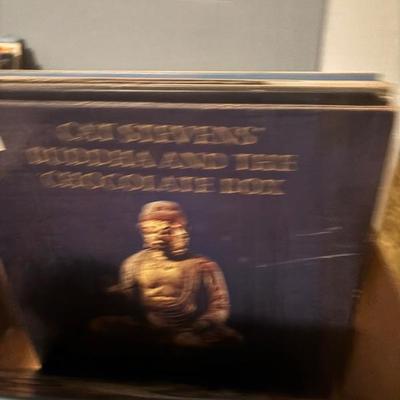 CAT STEVENS'
BUDDHA AND THE
CHOCOLATE BOX